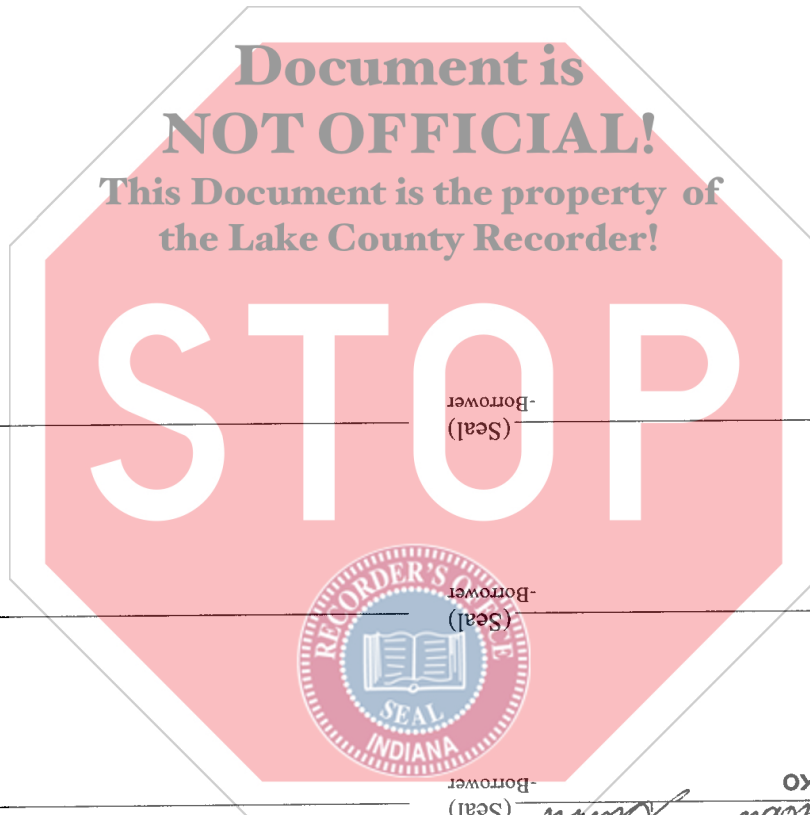 Document is
NOT OFFICIAL!
This Document is the property of
the Lake County Recorder!
STOP
-Borrower
(Seal)
-Borrower
(Seal)
RECORDER'S OFFICE
SEAL
INDIANA
-Borrower
(Seal)